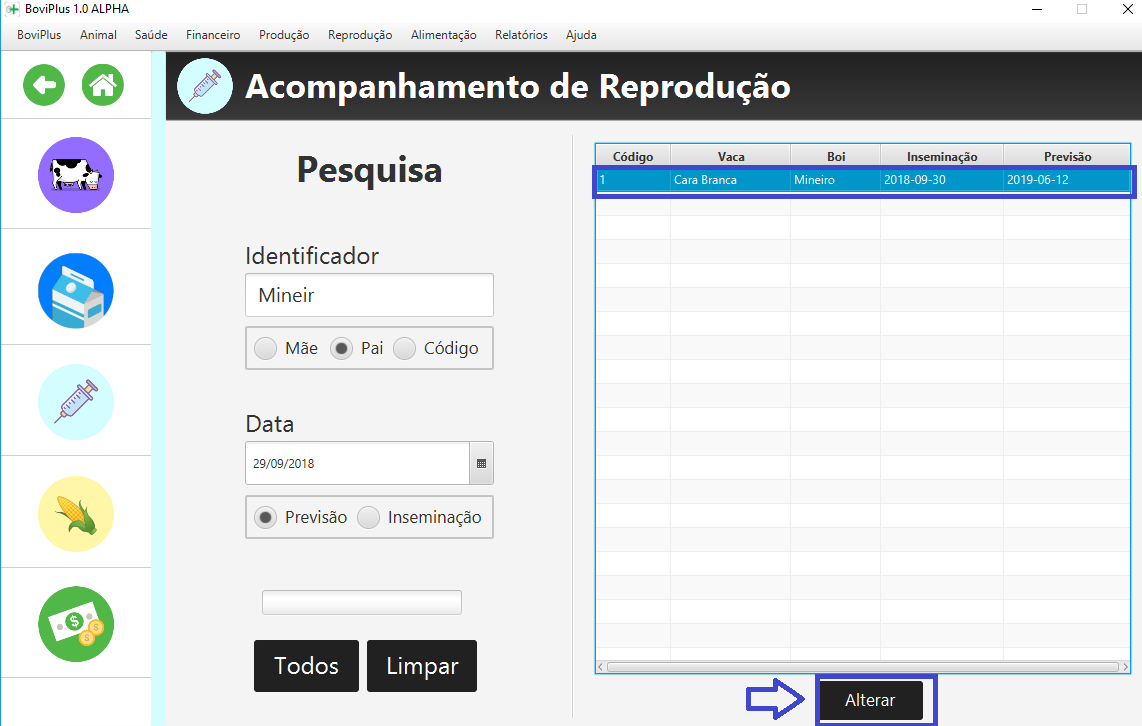 BoviPlus 1.0 ALPHA
BoviPlus Animal Saúde Financeiro Produção Reprodução Alimentação Relatórios Ajuda
Acompanhamento de Reprodução
Pesquisa
Identificador
Mineir
Mãe Pai Código
Data
29/09/2018
Previsão Inseminação
Todos Limpar
Código Vaca Boi Inseminação Previsão
1 Cara Branca Mineiro 2018-09-30 2019-06-12
Alterar